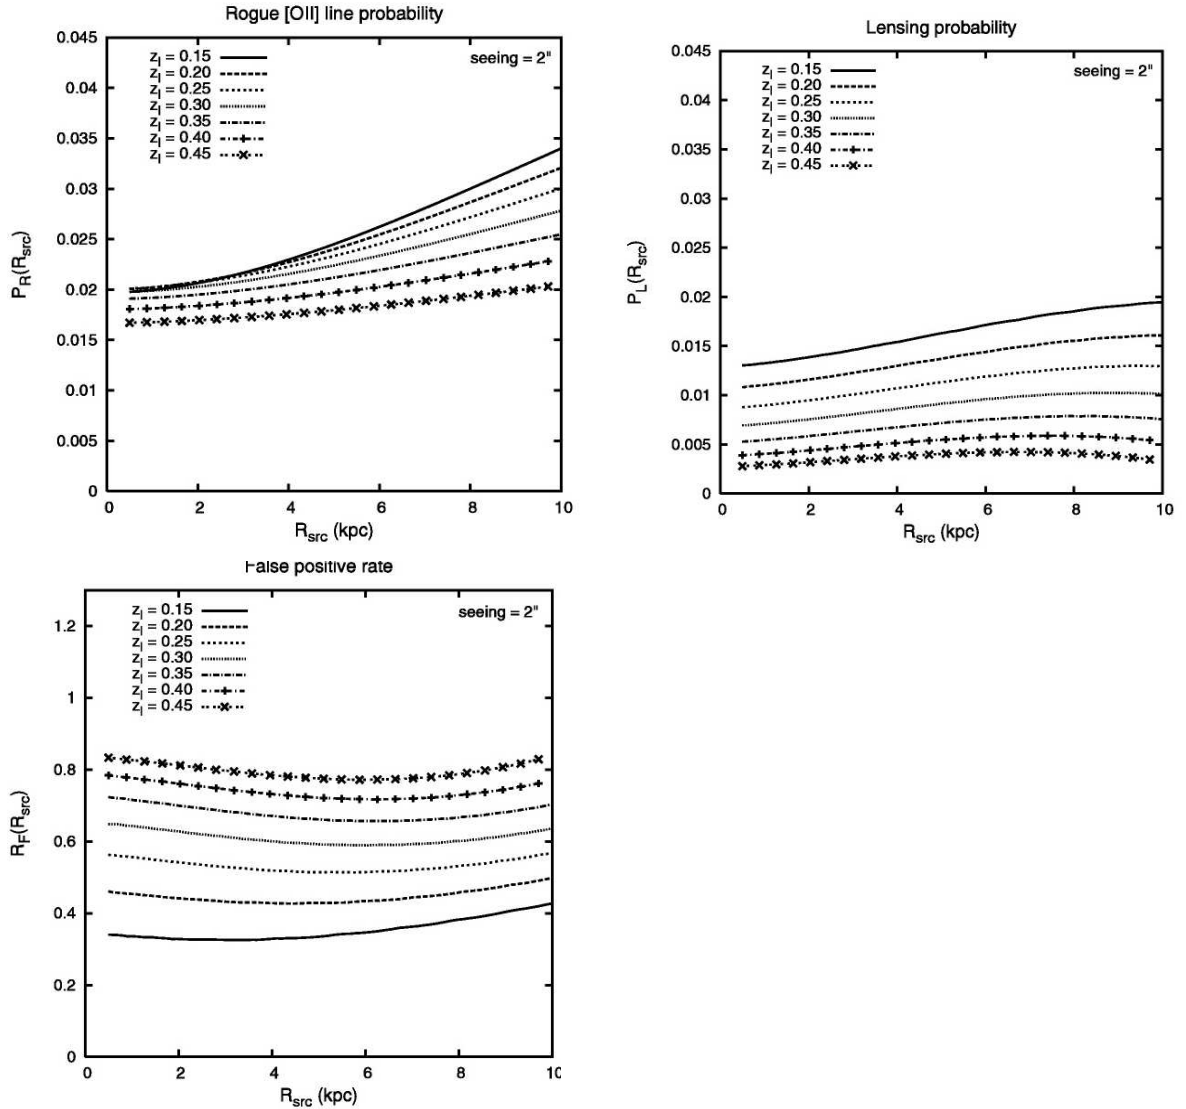 Rogue [OII] line probability
0.045
0.04
0.035
0.03
0.025
0.02
0.015
0.01
0.005
0
P_R(R_src)
z_l = 0.15
z_l = 0.20
z_l = 0.25
z_l = 0.30
z_l = 0.35
z_l = 0.40
z_l = 0.45
seeing = 2"
0 2 4 6 8 10
R_src (kpc)
Lensing probability
0.045
0.04
0.035
0.03
0.025
0.02
0.015
0.01
0.005
0
P_L(R_src)
z_l = 0.15
z_l = 0.20
z_l = 0.25
z_l = 0.30
z_l = 0.35
z_l = 0.40
z_l = 0.45
seeing = 2"
0 2 4 6 8 10
R_src (kpc)
False positive rate
1.2
1
0.8
0.6
0.4
0.2
0
R_F(R_src)
z_l = 0.15
z_l = 0.20
z_l = 0.25
z_l = 0.30
z_l = 0.35
z_l = 0.40
z_l = 0.45
seeing = 2"
0 2 4 6 8 10
R_src (kpc)